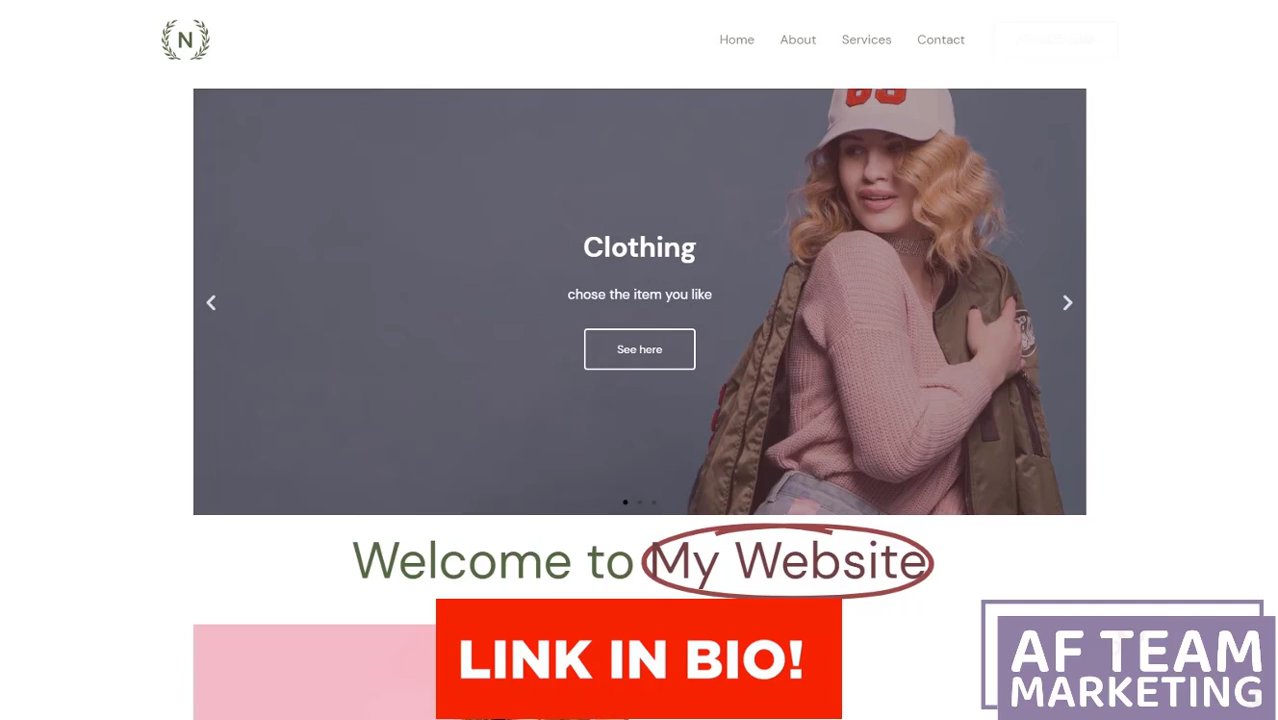 N
Home
About
Services
Contact
Clothing
chose the item you like
See here
Welcome to My Website
LINK IN BIO!
AF TEAM
MARKETING